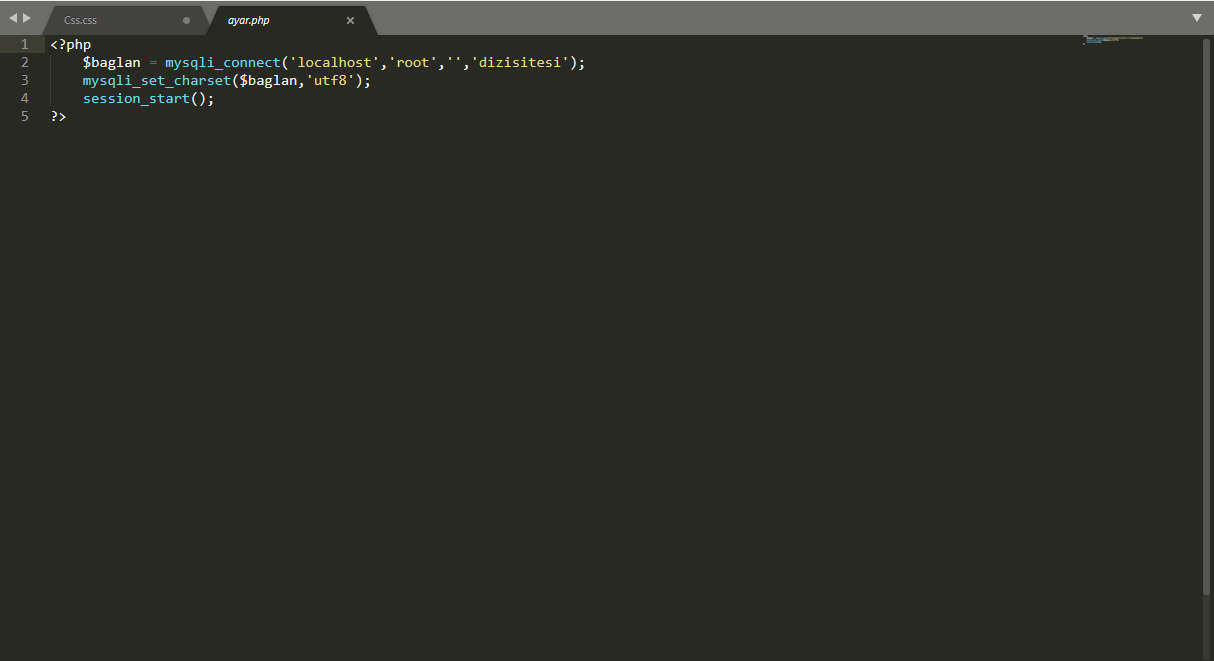 Css.css
ayar.php
1 <?php
2 $baglan = mysqli_connect('localhost','root','','dizisitesi');
3 mysqli_set_charset($baglan,'utf8');
4 session_start();
5 ?>